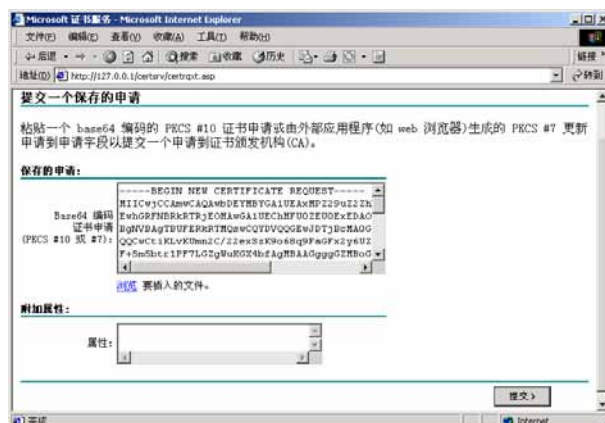 Microsoft 证书服务 - Microsoft Internet Explorer
文件(F) 编辑(E) 查看(V) 收藏(A) 工具(T) 帮助(H)
后退 搜索 收藏 历史 链接
地址(D) http://127.0.0.1/certsrv/certrqxt.asp 转到
提交一个保存的申请
粘贴一个 base64 编码的 PKCS #10 证书申请或由外部应用程序(如 web 浏览器)生成的 PKCS #7 更新
申请到申请字段以提交一个申请到证书颁发机构(CA)。
保存的申请:
Base64 编码
证书申请
(PKCS #10 或 #7):
-----BEGIN NEW CERTIFICATE REQUEST-----
浏览 要插入的文件。
附加属性:
属性:
提交 >
完成 Internet